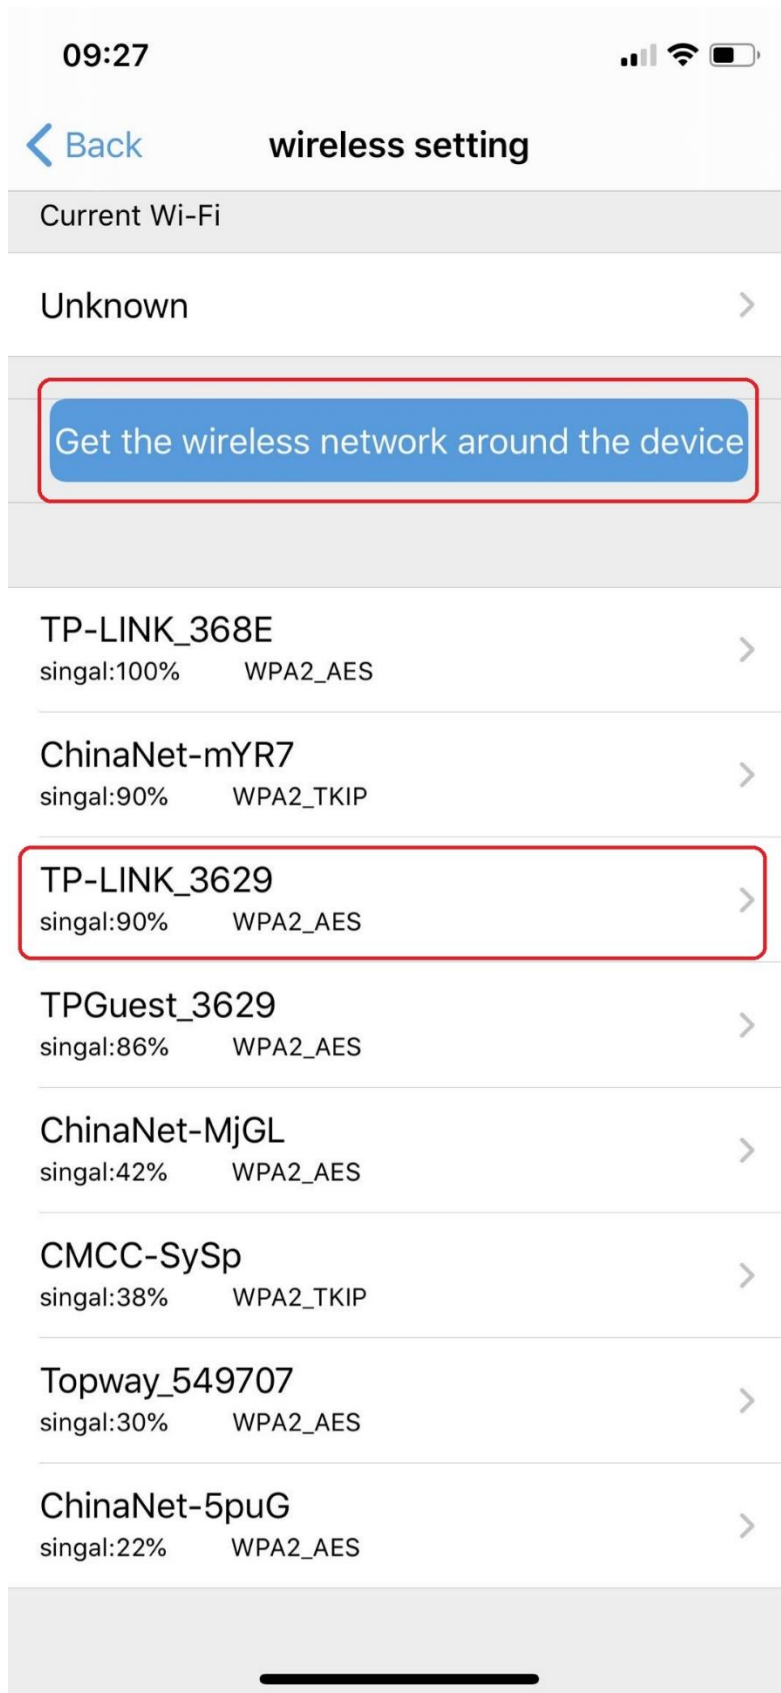 09:27
Back wireless setting
Current Wi-Fi
Unknown
Get the wireless network around the device
TP-LINK_368E
singal:100% WPA2_AES
ChinaNet-mYR7
singal:90% WPA2_TKIP
TP-LINK_3629
singal:90% WPA2_AES
TPGuest_3629
singal:86% WPA2_AES
ChinaNet-MjGL
singal:42% WPA2_AES
CMCC-SySp
singal:38% WPA2_TKIP
Topway_549707
singal:30% WPA2_AES
ChinaNet-5puG
singal:22% WPA2_AES